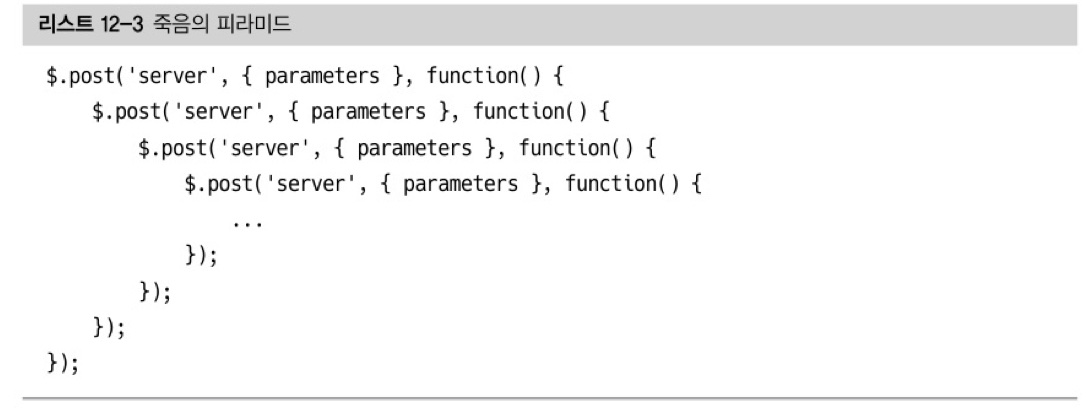 리스트 12-3 죽음의 피라미드
$.post('server', { parameters }, function() {
    $.post('server', { parameters }, function() {
        $.post('server', { parameters }, function() {
            $.post('server', { parameters }, function() {
                ...
            });
        });
    });
});